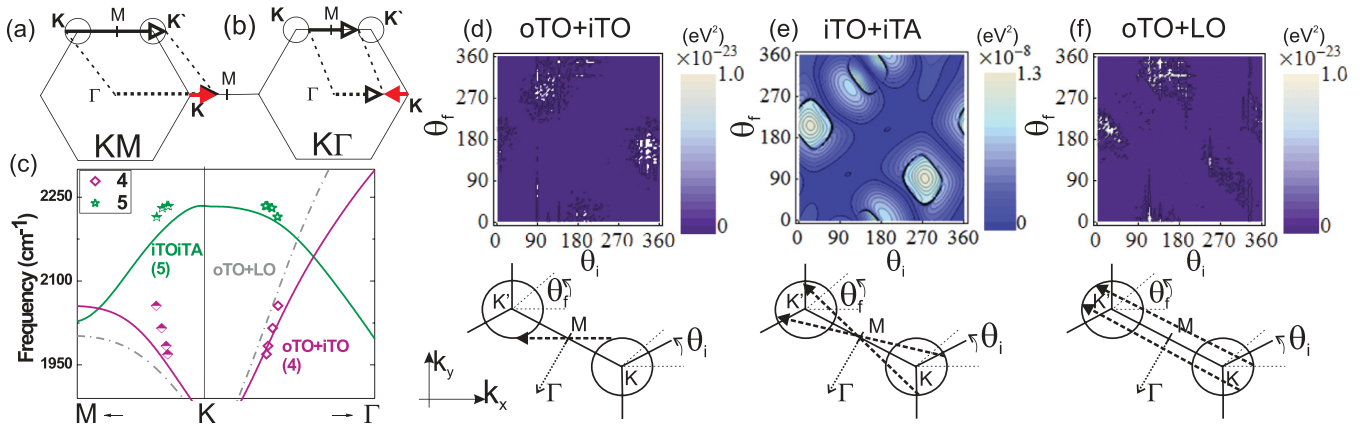 (a)
K
M
K`
Γ
K
M
KM
(b)
K
K`
Γ
K
KΓ
(c)
Frequency (cm⁻¹)
2250
2100
1950
4
5
iTOiTA
(5)
oTO+LO
oTO+iTO
(4)
M ← K → Γ
(d) oTO+iTO
(eV²)
×10⁻²³
1.0
0
θf
360
270
180
90
0
0 90 180 270 360
θi
K'
θf
M
θi
Γ
K
ky
kx
(e) iTO+iTA
(eV²)
×10⁻⁸
1.3
0
θf
360
270
180
90
0
0 90 180 270 360
θi
K'
θf
M
θi
Γ
K
(f) oTO+LO
(eV²)
×10⁻²³
1.0
0
θf
360
270
180
90
0
0 90 180 270 360
θi
K'
θf
M
θi
Γ
K